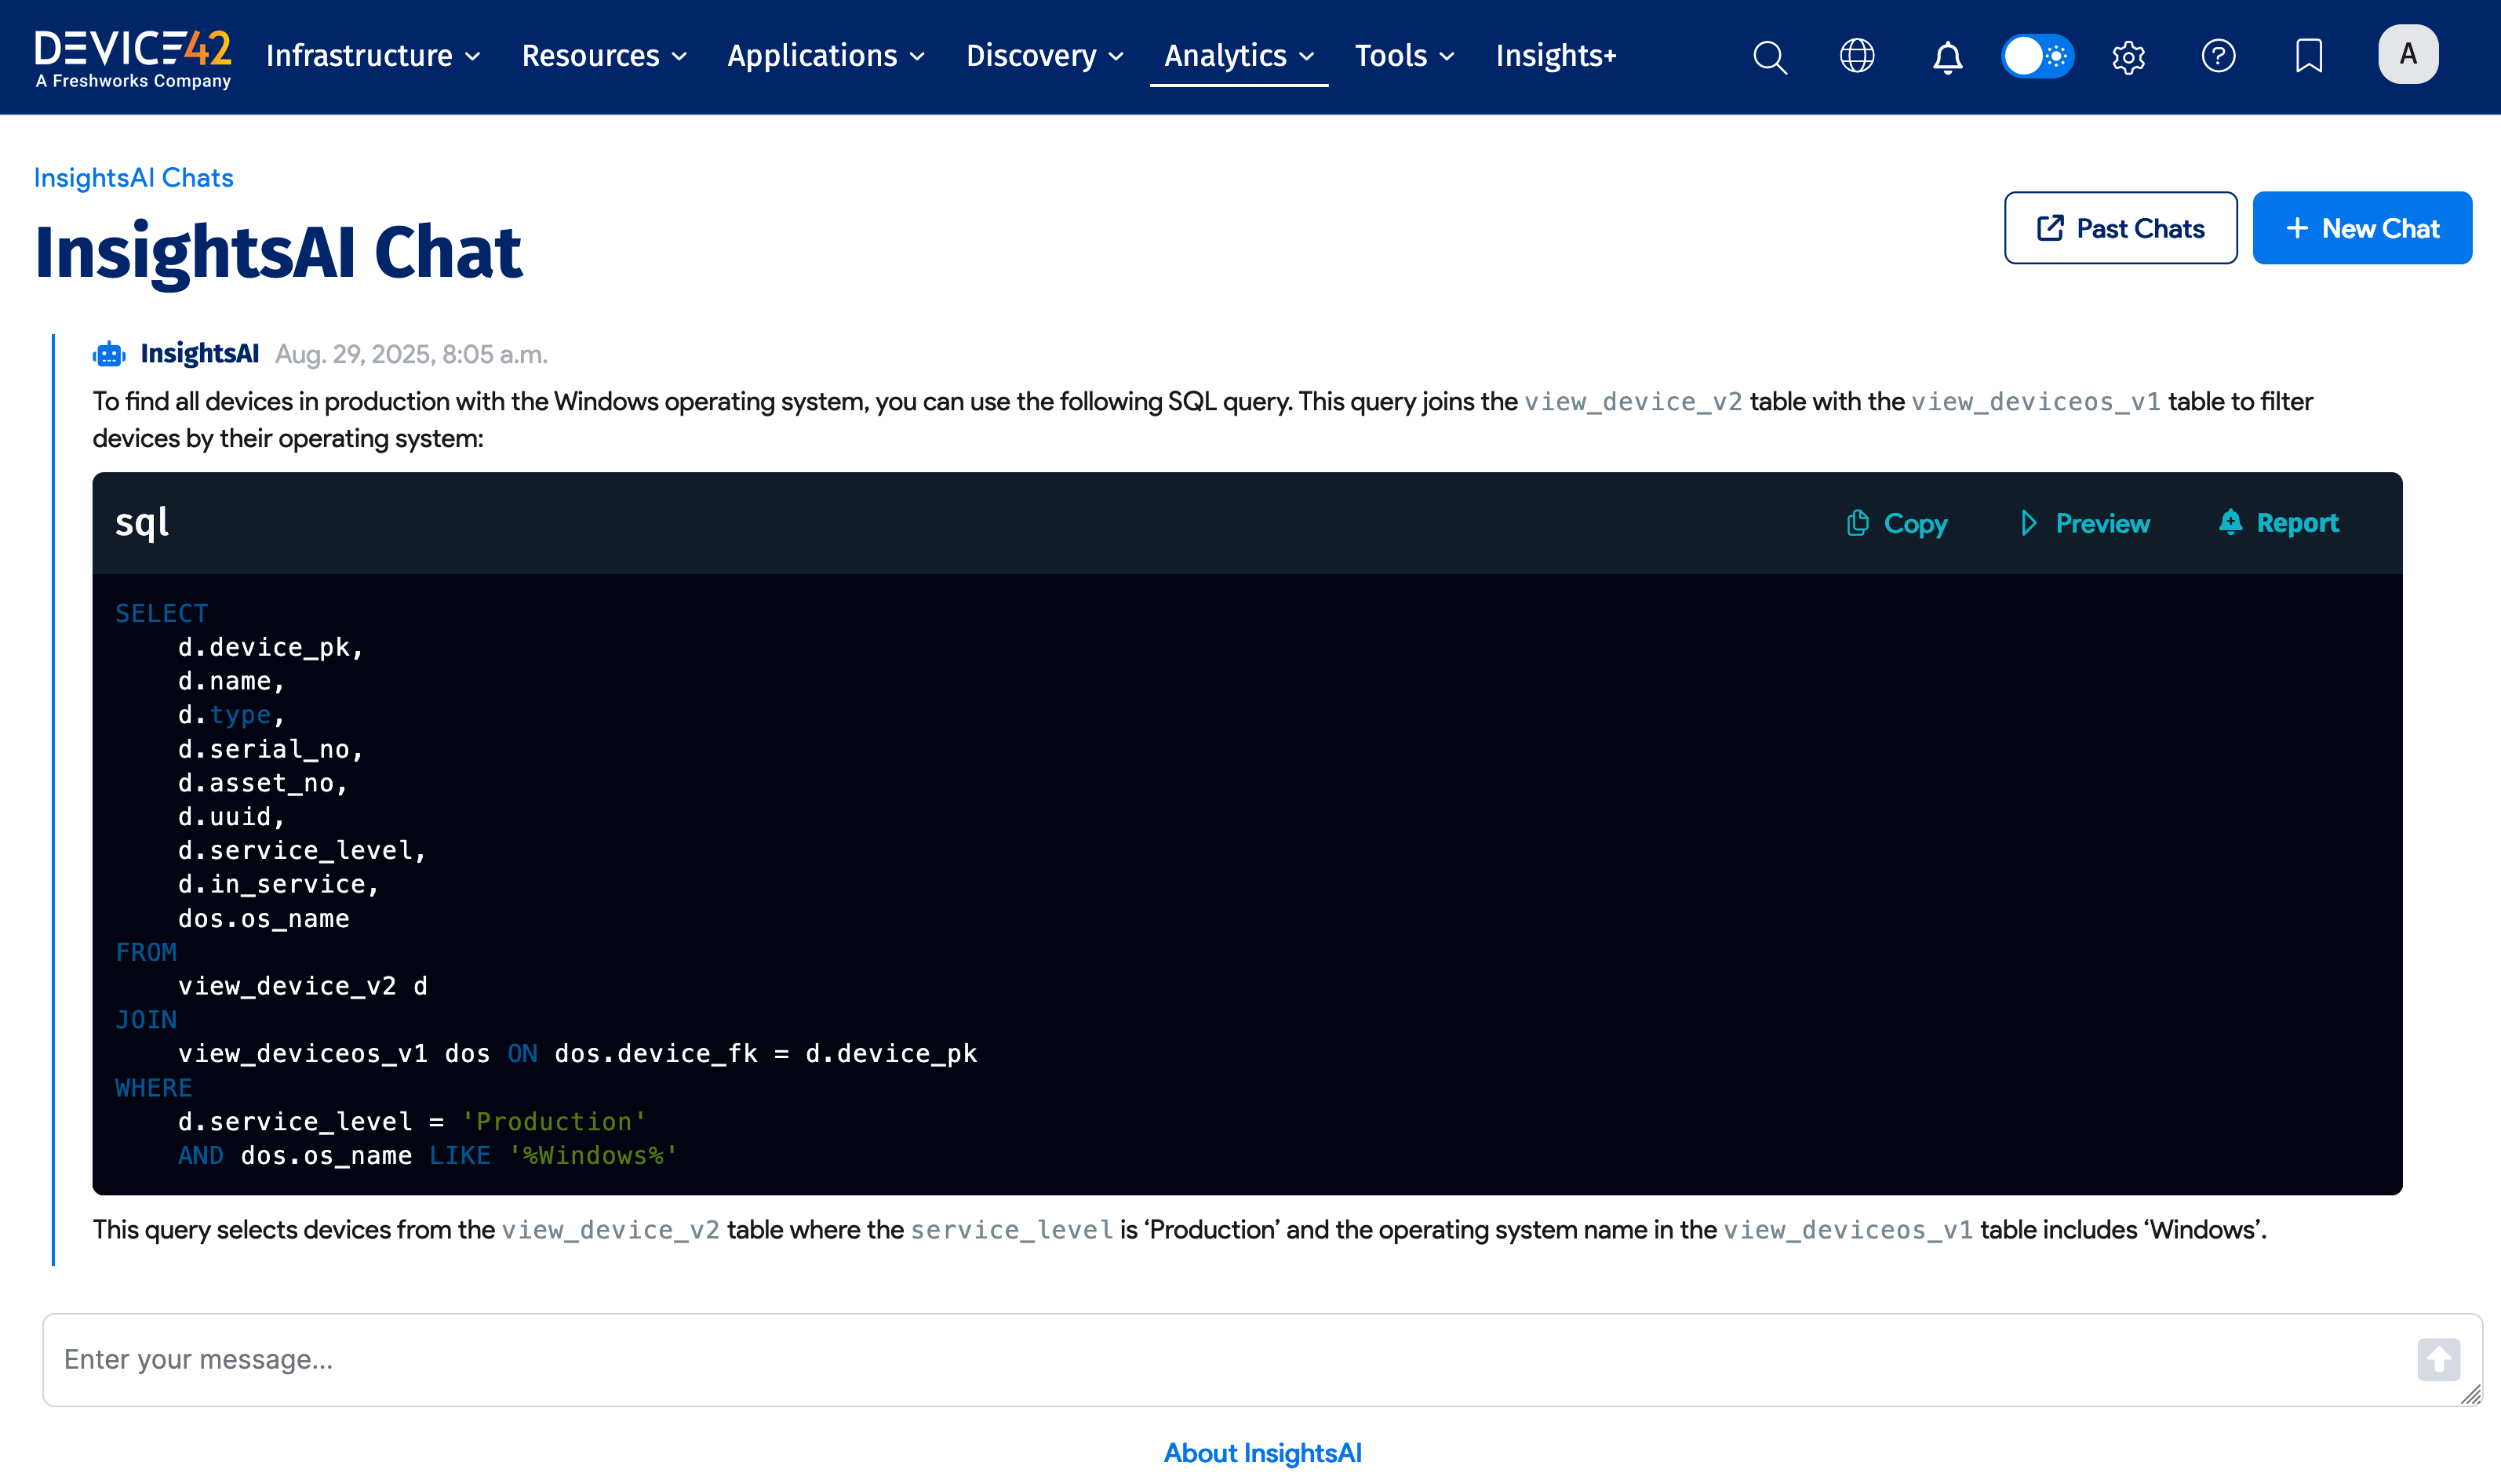 DEVICE42
A Freshworks Company
Infrastructure Resources Applications Discovery Analytics Tools Insights+
A
InsightsAI Chats
InsightsAI Chat
Past Chats
New Chat
InsightsAI Aug. 29, 2025, 8:05 a.m.
To find all devices in production with the Windows operating system, you can use the following SQL query. This query joins the view_device_v2 table with the view_deviceos_v1 table to filter
devices by their operating system:
sql
Copy Preview Report
SELECT
d.device_pk,
d.name,
d.type,
d.serial_no,
d.asset_no,
d.uuid,
d.service_level,
d.in_service,
dos.os_name
FROM
view_device_v2 d
JOIN
view_deviceos_v1 dos ON dos.device_fk = d.device_pk
WHERE
d.service_level = 'Production'
AND dos.os_name LIKE '%Windows%'
This query selects devices from the view_device_v2 table where the service_level is ‘Production’ and the operating system name in the view_deviceos_v1 table includes ‘Windows’.
Enter your message...
About InsightsAI